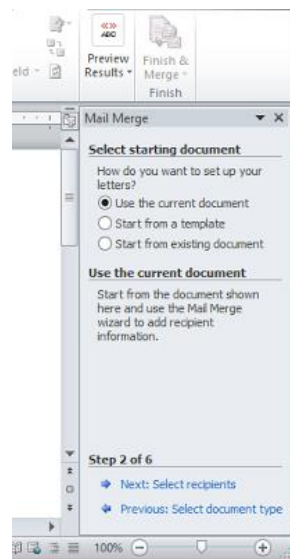 «»
ABC
Preview
Results
Finish &
Merge
eld
Finish
Mail Merge
Select starting document
How do you want to set up your
letters?
Use the current document
Start from a template
Start from existing document
Use the current document
Start from the document shown
here and use the Mail Merge
wizard to add recipient
information.
Step 2 of 6
Next: Select recipients
Previous: Select document type
100%